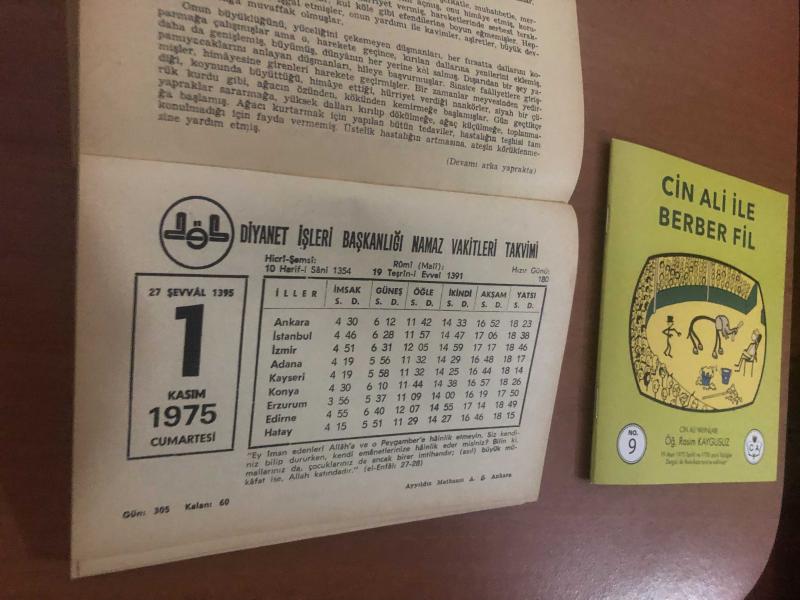 la muvaffak olmuşlar.
Onun büyüklüğünü, yüceliğini çekemeyen düşmanları, her fırsatta dallarını ko-
parmağa çalışmışlar ama o, harekete geçince, kırılan dallarına yenilerini eklemiş,
daha da genişlemiş, büyümüş, dünyânın her yerine kol salmış. Dışarıdan bir şey ya-
pamıyacaklarını anlayan düşmanları, hileye başvurmuşlar. Sinsice faâliyetlere giriş-
mişler, himâyesine girenleri harekete geçirmişler. Bir zamanlar meyvesinden yedir-
diği, koynunda büyüttüğü, himâye ettiği, hürriyet verdiği nankörler, siyah bir çü-
rük kurdu gibi, ağacın özünden, kökünden kemirmeğe başlamışlar. Gün geçtikçe
yapraklar sararmağa, yüksek dalları kırılıp dökülmeğe, ağaç küçülmeğe, toplanma-
ğa başlamış. Ağacı kurtarmak için yapılan bütün tedaviler, hastalığın teşhisi tam
konulmadığı için fayda vermemiş. Üstelik hastalığın artmasına, ateşin körüklenme-
sine yardım etmiş.
(Devamı arka yaprakta)
DİYANET İŞLERİ BAŞKANLIĞI NAMAZ VAKİTLERİ TAKVİMİ
Hicrî-Şemsî: Rûmî (Malî): Hızır Günü:
10 Harif-i Sâni 1354 19 Teşrîn-i Evvel 1391 180
27 ŞEVVÂL 1395
1
KASIM
1975
CUMARTESİ
İLLER İMSAK GÜNEŞ ÖĞLE İKİNDİ AKŞAM YATSI
S. D. S. D. S. D. S. D. S. D. S. D.
Ankara 4 30 6 12 11 42 14 33 16 52 18 23
İstanbul 4 46 6 28 11 57 14 47 17 06 18 38
İzmir 4 51 6 31 12 05 14 59 17 17 18 46
Adana 4 19 5 56 11 32 14 29 16 48 18 17
Kayseri 4 19 5 58 11 32 14 25 16 44 18 14
Konya 4 30 6 10 11 44 14 38 16 57 18 26
Erzurum 3 56 5 37 11 09 14 00 16 19 17 50
Edirne 4 55 6 40 12 07 14 55 17 14 18 49
Hatay 4 15 5 51 11 29 14 27 16 46 18 15
"Ey İman edenler! Allâh'a ve o Peygamber'e hâinlik etmeyin. Siz kendi-
niz bilip dururken, kendi emânetlerinize hâinlik eder misiniz? Bilin ki,
mallarınız da, çocuklarınız da ancak birer imtihandır; (asıl) büyük mü-
kâfat ise, Allah katındadır." (el-Enfâl: 27-28)
Gün: 305 Kalan: 60
Ayyıldız Matbaası A. Ş. Ankara
CİN ALİ İLE
BERBER FİL
NO.
9
CİN ALİ YAYINLARI
Öğ. Rasim KAYGUSUZ